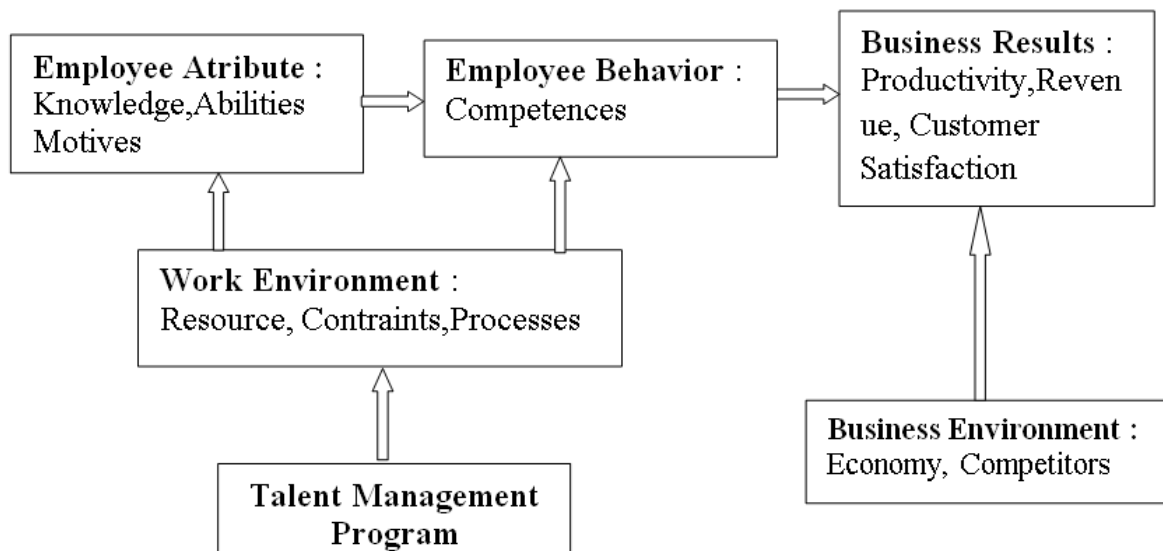 Employee Atribute :
Knowledge,Abilities
Motives
Employee Behavior :
Competences
Business Results :
Productivity,Reven
ue, Customer
Satisfaction
Work Environment :
Resource, Contraints,Processes
Business Environment :
Economy, Competitors
Talent Management
Program